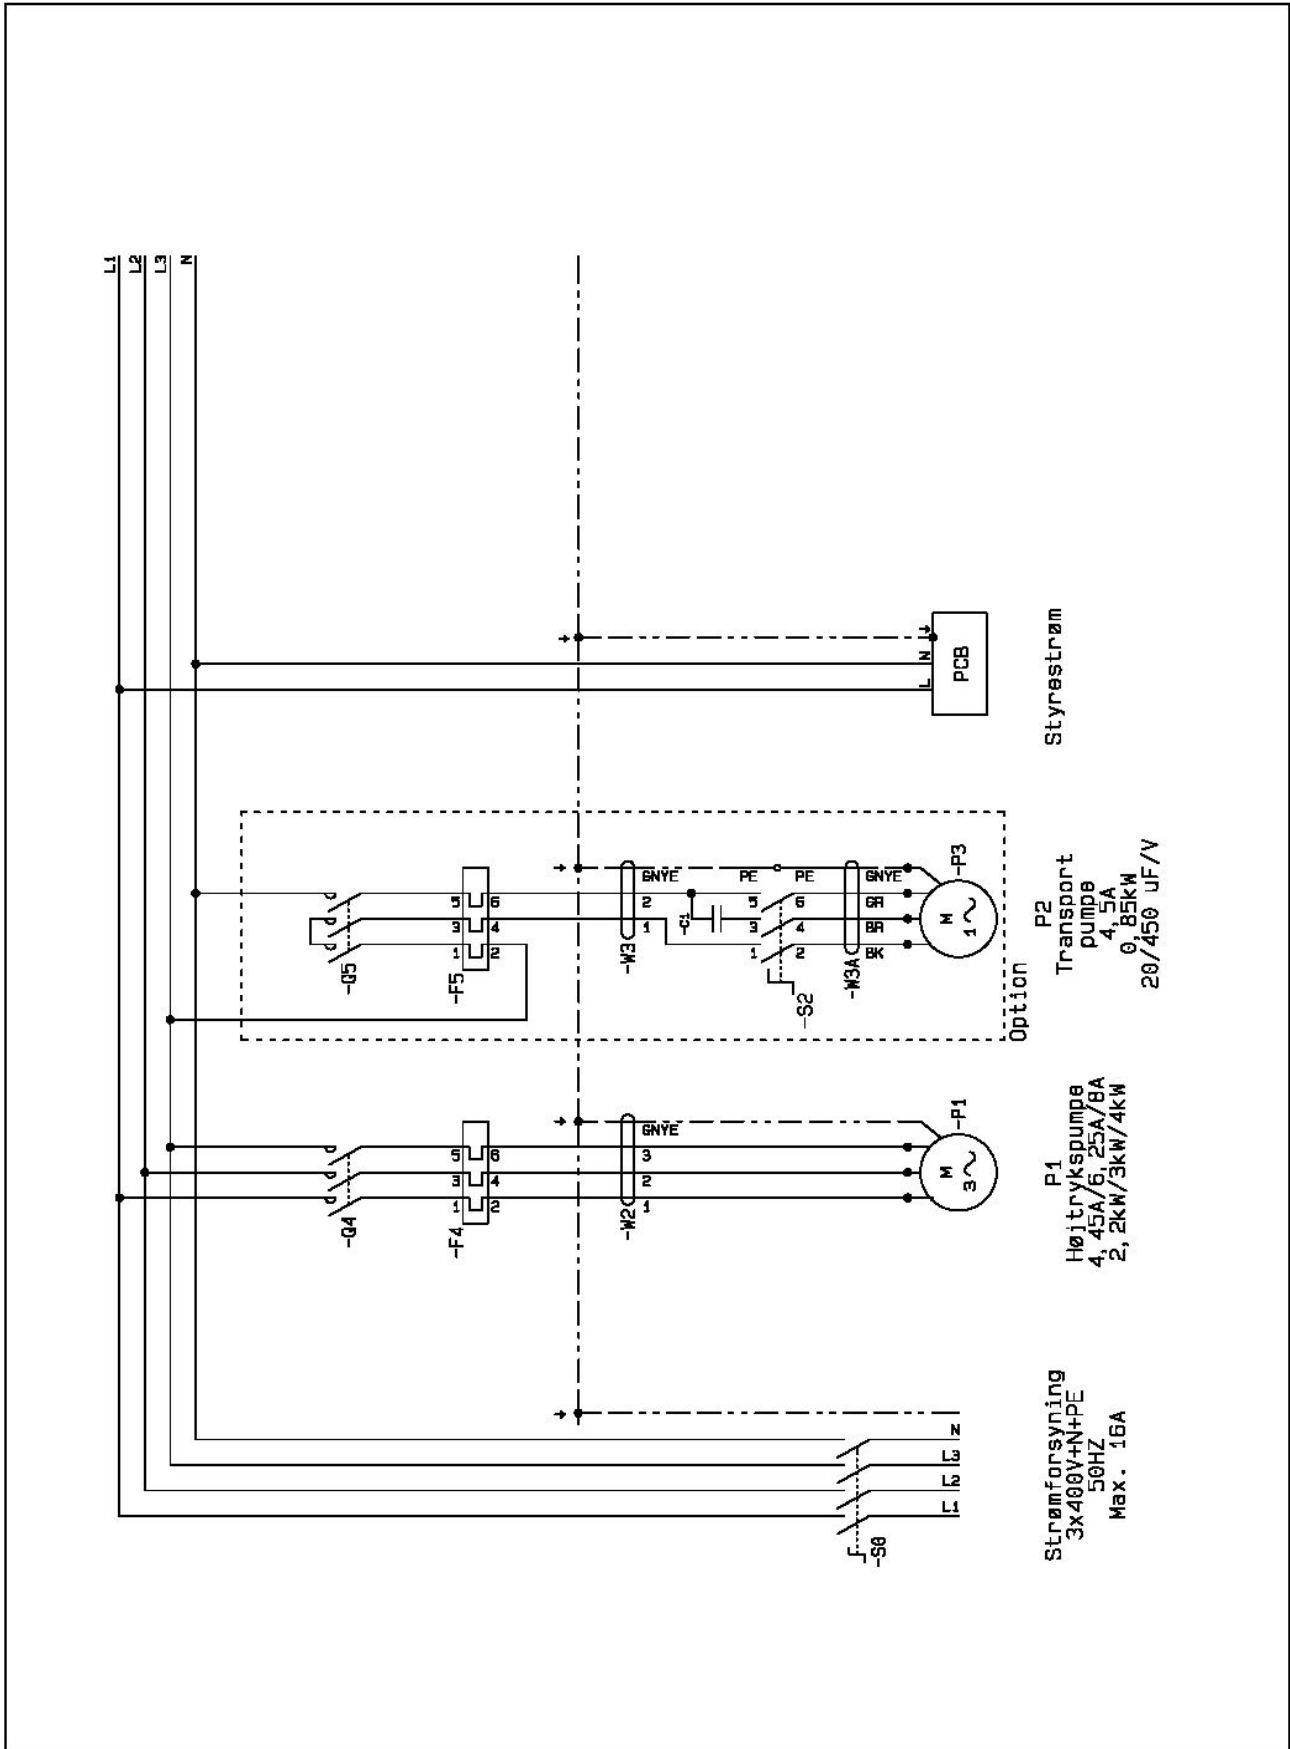 L1
L2
L3
N
-Q4
-Q5
-F4
1 3 5
2 4 6
-F5
1 3 5
2 4 6
-W2
1 2 3 GNYE
-W3
1 2 GNYE
-C1
1 3 5 PE
2 4 6 PE
-S2
-W3A
BK BR GR GNYE
-S0
L1 L2 L3 N
M
3~
-P1
M
1~
-P3
L N
PCB
Option
Strømforsyning
3x400V+N+PE
50HZ
Max. 16A
P1
Højtrykspumpe
4,45A/6,25A/8A
2,2kW/3kW/4kW
P2
Transport
pumpe
4,5A
0,85kW
20/450 uF/V
Styrestrøm